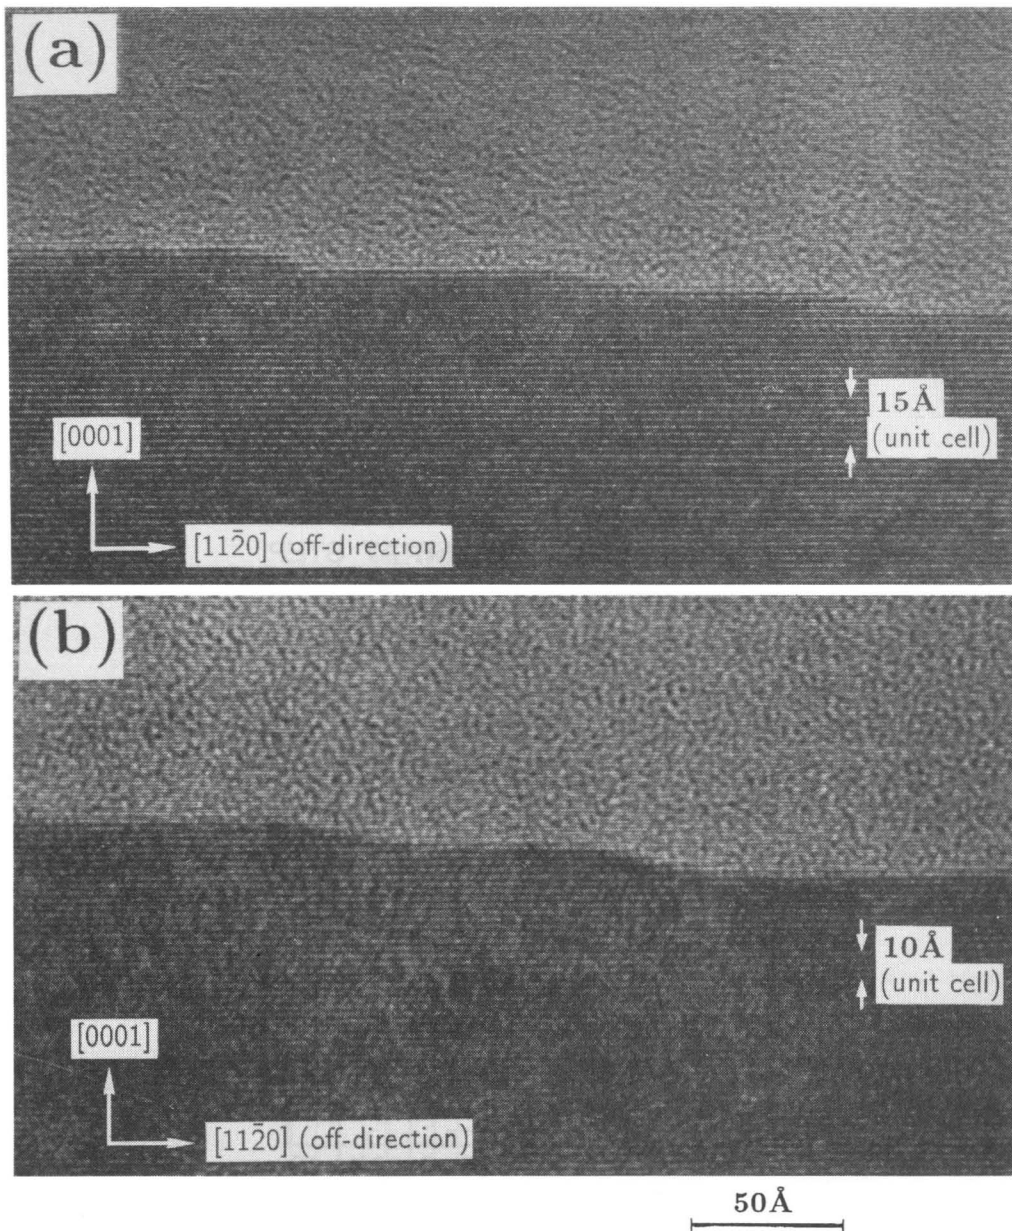 (a)
15Å
(unit cell)
[0001]
[112̄0] (off-direction)
(b)
10Å
(unit cell)
[0001]
[112̄0] (off-direction)
50Å